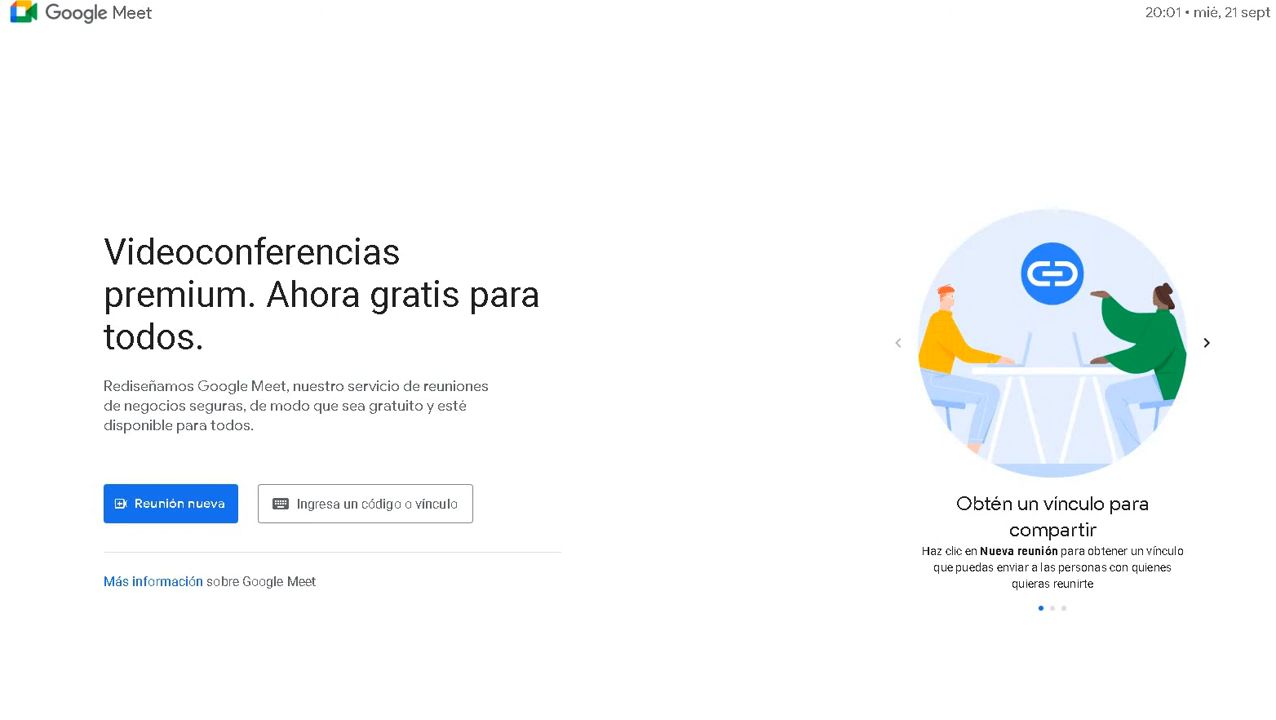 Google Meet
20:01 • mié, 21 sept
Videoconferencias
premium. Ahora gratis para
todos.
Rediseñamos Google Meet, nuestro servicio de reuniones
de negocios seguras, de modo que sea gratuito y esté
disponible para todos.
Reunión nueva
Ingresa un código o vínculo
Más información sobre Google Meet
Obtén un vínculo para
compartir
Haz clic en Nueva reunión para obtener un vínculo
que puedas enviar a las personas con quienes
quieras reunirte